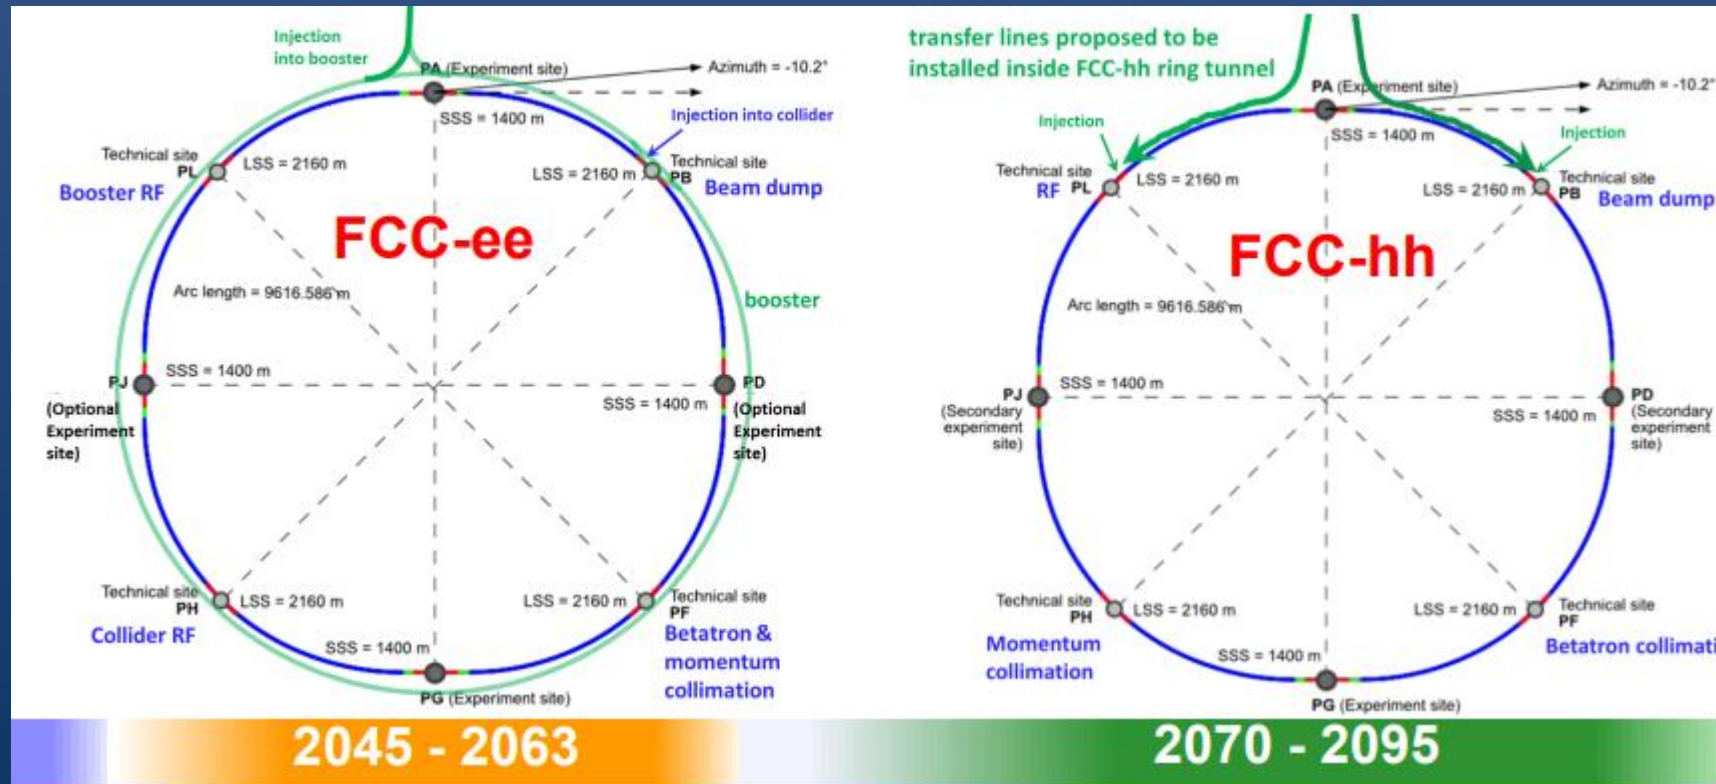 Injection
into booster
PA (Experiment site)
Azimuth = -10.2°
SSS = 1400 m
Injection into collider
Technical site
PL
LSS = 2160 m
Booster RF
LSS = 2160 m
Technical site
PB
Beam dump
FCC-ee
Arc length = 9616.586 m
booster
PJ
SSS = 1400 m
(Optional
Experiment
site)
PD
SSS = 1400 m
(Optional
Experiment
site)
Technical site
PH
LSS = 2160 m
Collider RF
LSS = 2160 m
Technical site
PF
Betatron &
momentum
collimation
SSS = 1400 m
PG (Experiment site)
2045 - 2063
transfer lines proposed to be
installed inside FCC-hh ring tunnel
PA (Experiment site)
Azimuth = -10.2°
SSS = 1400 m
Injection
Injection
Technical site
PL
RF
LSS = 2160 m
LSS = 2160 m
Technical site
PB
Beam dump
FCC-hh
Arc length = 9616.586 m
PJ
SSS = 1400 m
(Secondary
experiment
site)
PD
SSS = 1400 m
(Secondary
experiment
site)
Technical site
PH
LSS = 2160 m
Momentum
collimation
LSS = 2160 m
Technical site
PF
Betatron collimati
SSS = 1400 m
PG (Experiment site)
2070 - 2095